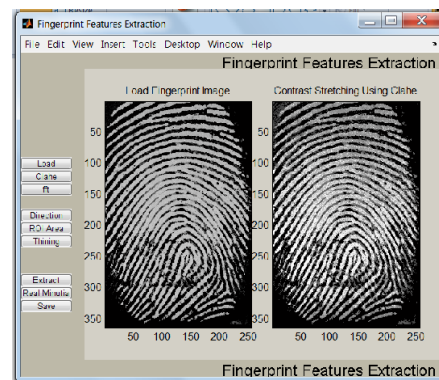 Fingerprint Features Extraction
File Edit View Insert Tools Desktop Window Help
Fingerprint Features Extraction
Load Fingerprint Image
Contrast Stretching Using Clahe
50
100
150
200
250
300
350
50 100 150 200 250
50
100
150
200
250
300
350
50 100 150 200 250
Load
Clahe
fft
Direction
ROI Area
Thining
Extract
Real Minutia
Save
Fingerprint Features Extraction